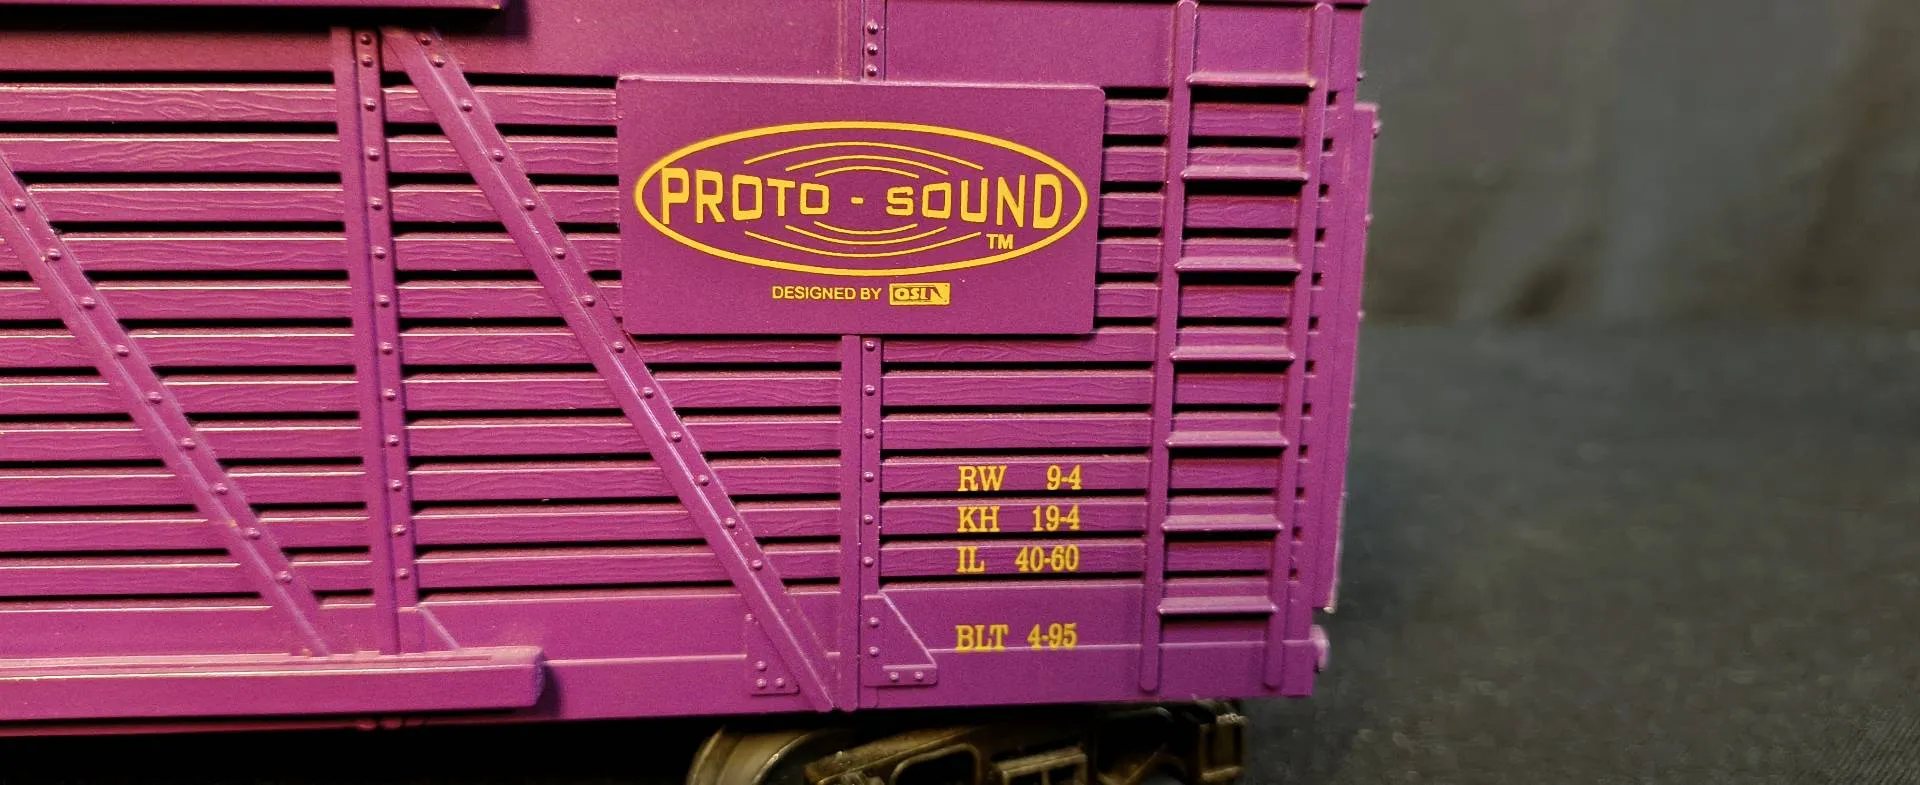 PROTO - SOUND
TM
DESIGNED BY QSI
RW 9-4
KH 19-4
IL 40-60
BLT 4-95